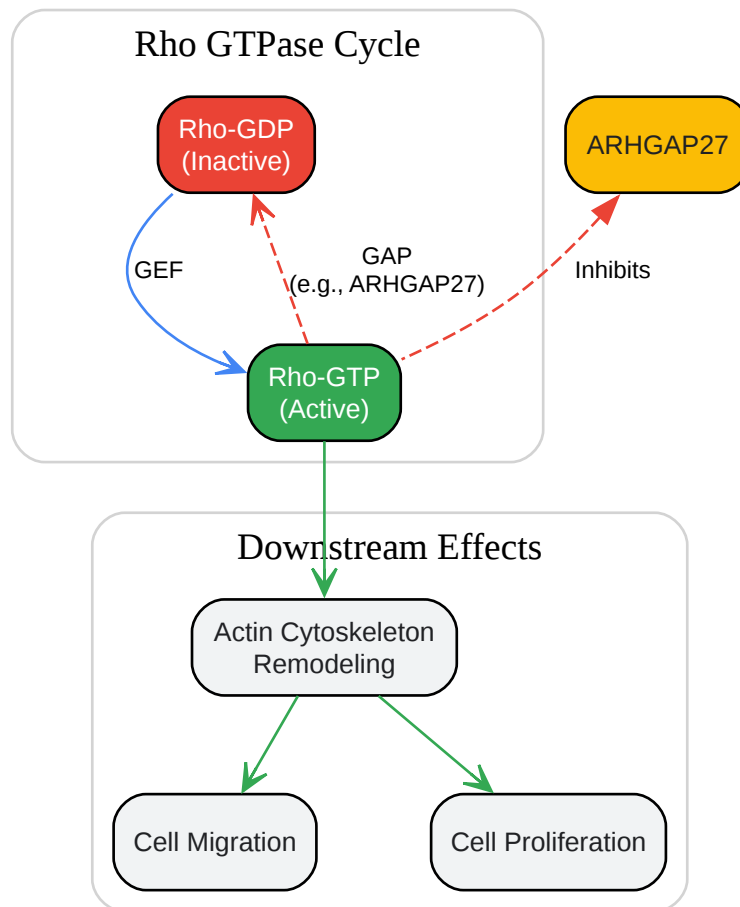 Rho GTPase Cycle
Rho-GDP
(Inactive)
ARHGAP27
GEF
GAP
(e.g., ARHGAP27)
Inhibits
Rho-GTP
(Active)
Downstream Effects
Actin Cytoskeleton
Remodeling
Cell Migration
Cell Proliferation